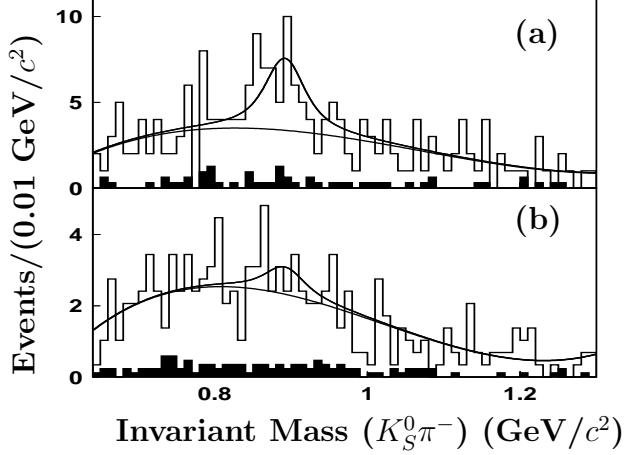 10
5
0
(a)
4
2
0
(b)
0.8 1 1.2
Events/(0.01 GeV/c²)
Invariant Mass (K⁰_S π⁻) (GeV/c²)